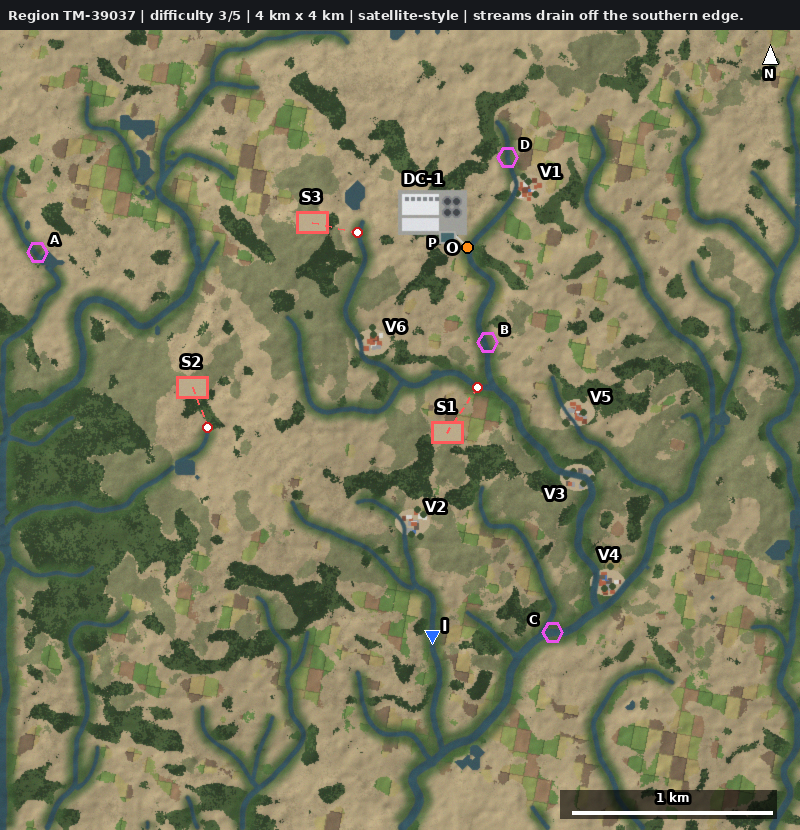 Region TM-39037 | difficulty 3/5 | 4 km x 4 km | satellite-style | streams drain off the southern edge.
N
D
V1
DC-1
S3
A
P
O
V6
B
S2
V5
S1
V3
V2
V4
C
I
1 km